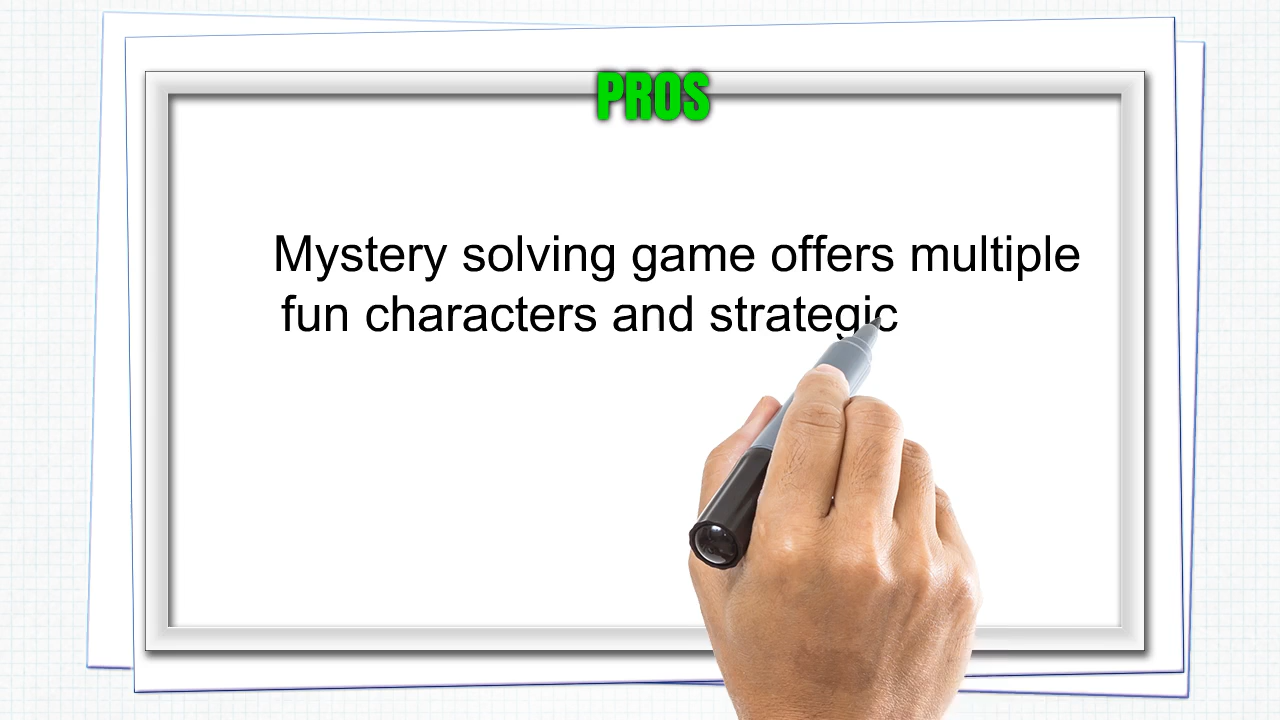 PROS
Mystery solving game offers multiple
fun characters and strategic